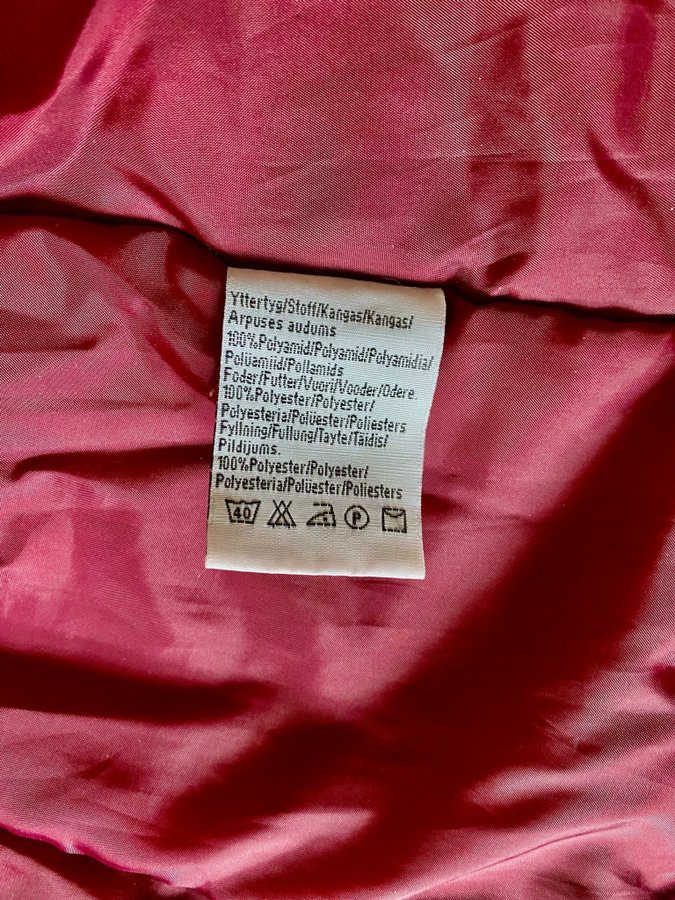 Yttertyg/Stoff/Kangas/Kangas/
Arpuses audums
100%Polyamid/Polyamid/Polyamidia/
Polüamiid/Poliamids
Foder/Futter/Vuori/Vooder/Odere.
100%Polyester/Polyester/
Polyesteria/Polüester/Poliesters
Fyllning/Füllung/Täyte/Täidis/
Pildijums.
100%Polyester/Polyester/
Polyesteria/Polüester/Poliesters
40 P